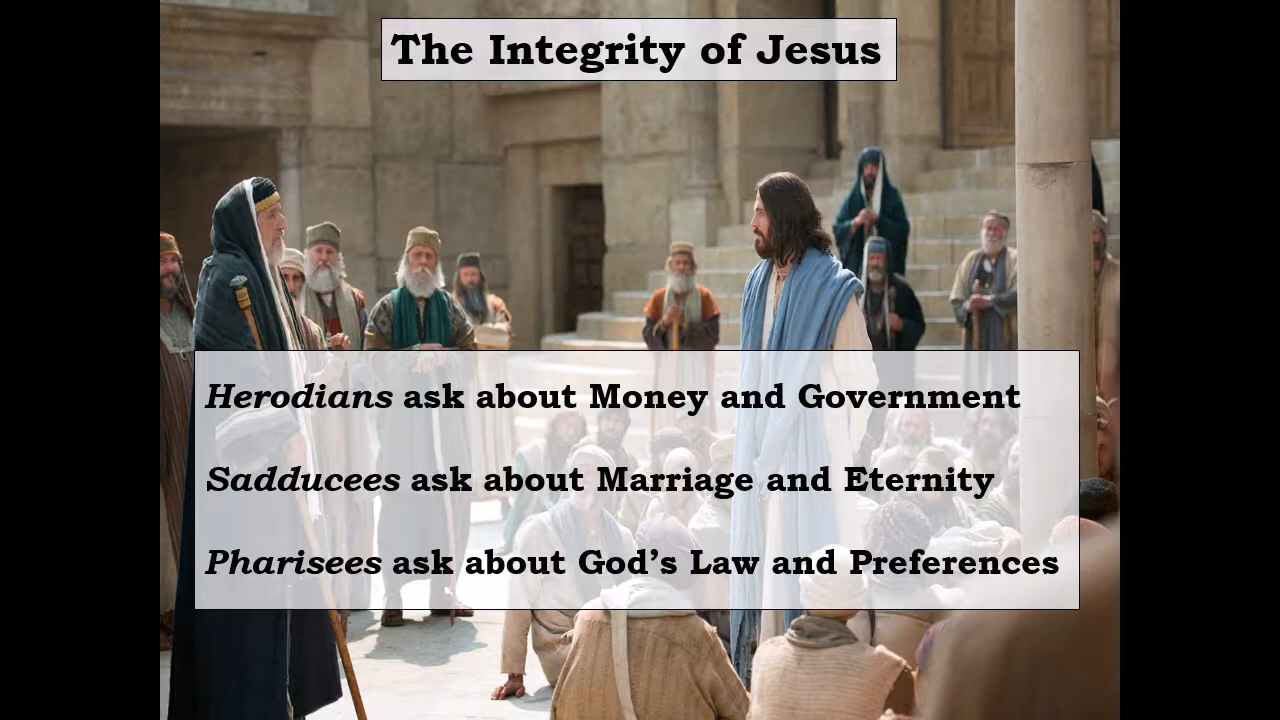 The Integrity of Jesus
Herodians ask about Money and Government
Sadducees ask about Marriage and Eternity
Pharisees ask about God’s Law and Preferences